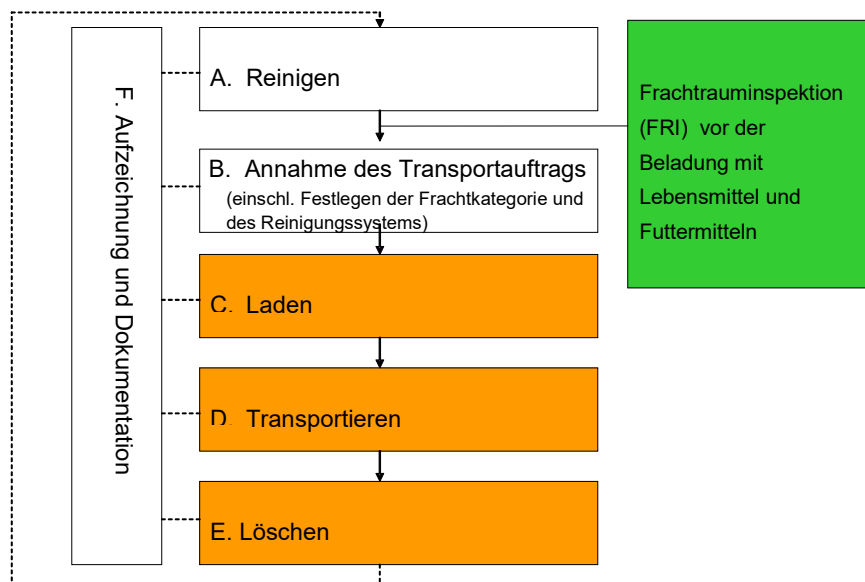 A. Reinigen
B. Annahme des Transportauftrags
(einschl. Festlegen der Frachtkategorie und
des Reinigungssystems)
C. Laden
D. Transportieren
E. Löschen
F. Aufzeichnung und Dokumentation
Frachtrauminspektion
(FRI) vor der
Beladung mit
Lebensmittel und
Futtermitteln